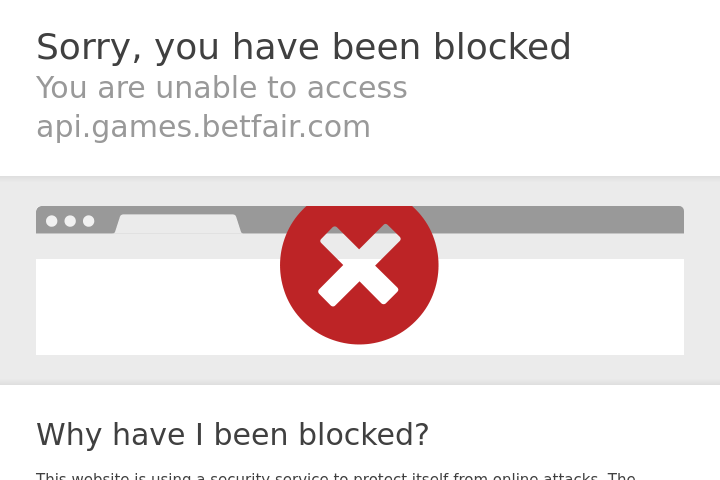 Sorry, you have been blocked
You are unable to access
api.games.betfair.com
Why have I been blocked?
This website is using a security service to protect itself from online attacks. The